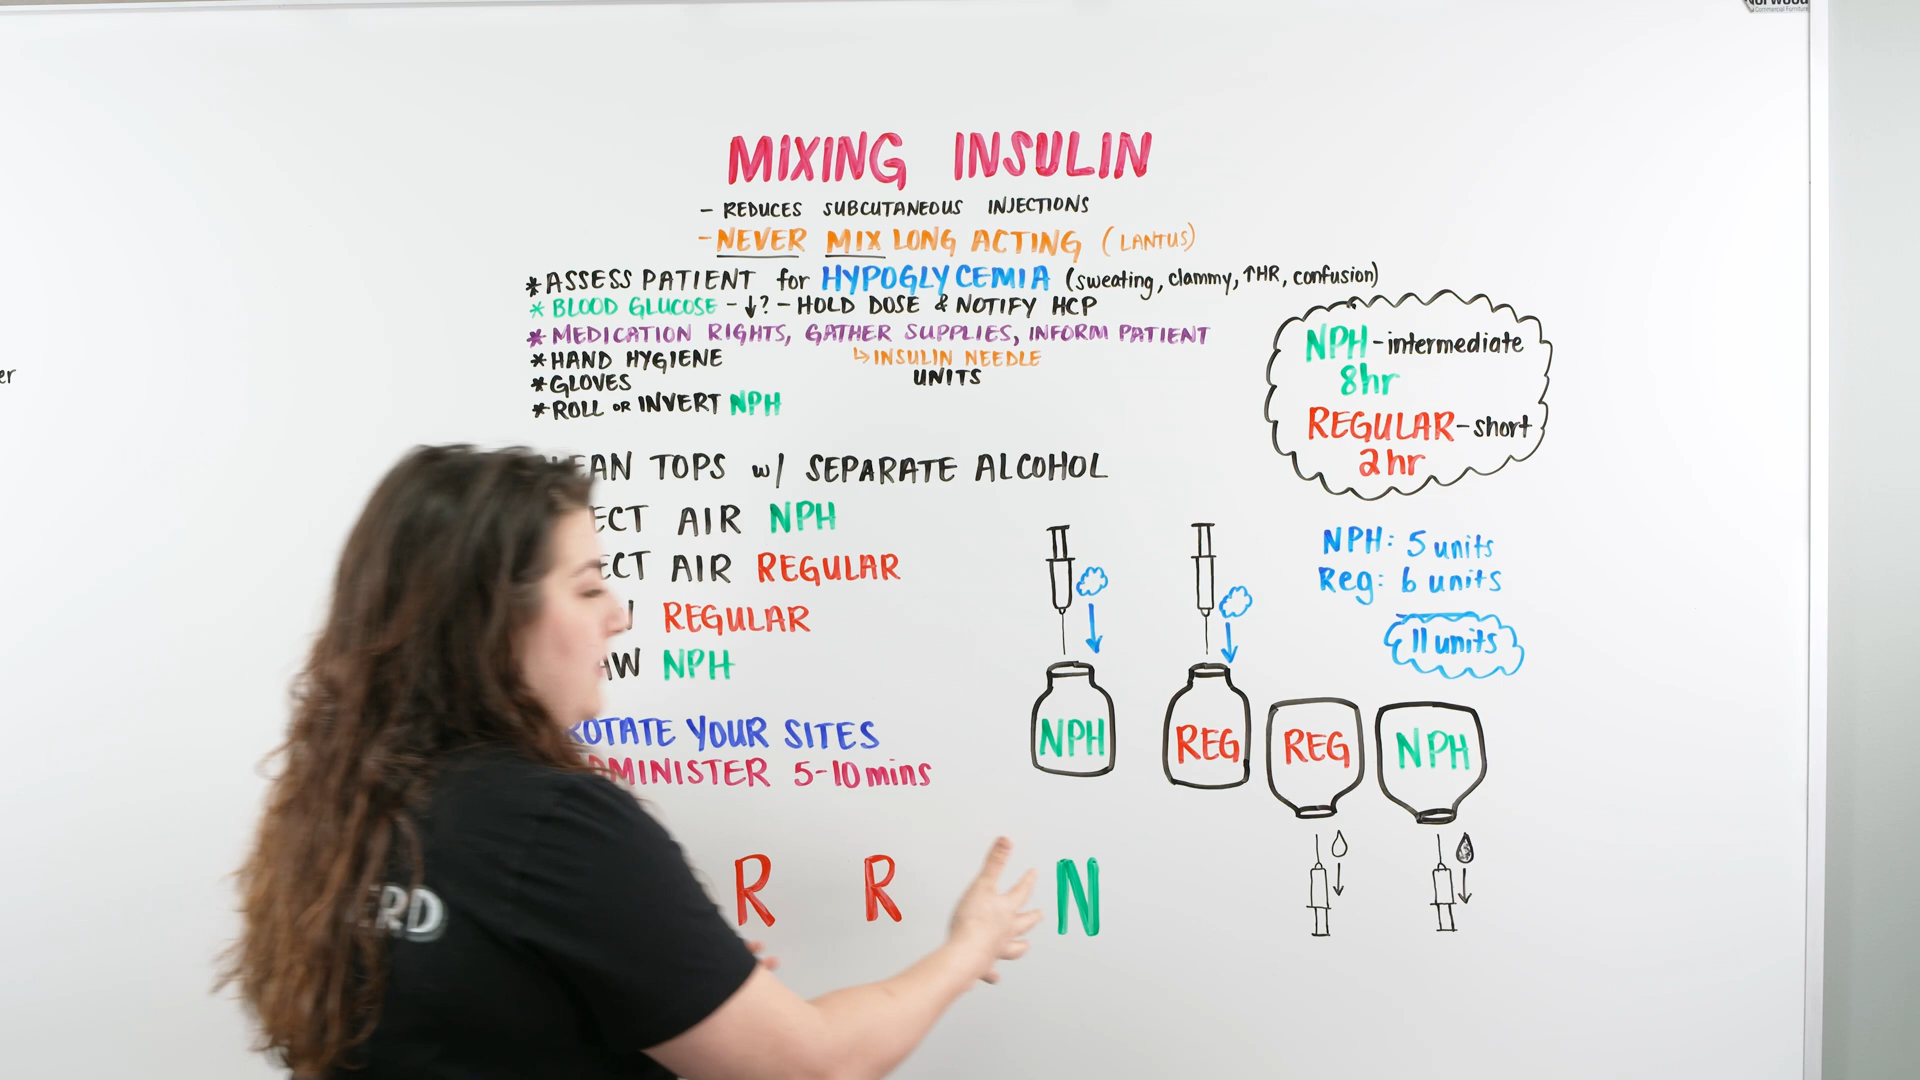 MIXING INSULIN
- REDUCES SUBCUTANEOUS INJECTIONS
- NEVER MIX LONG ACTING (LANTUS)
* ASSESS PATIENT for HYPOGLYCEMIA (sweating, clammy, ↑HR, confusion)
* BLOOD GLUCOSE - ↓? - HOLD DOSE & NOTIFY HCP
* MEDICATION RIGHTS, GATHER SUPPLIES, INFORM PATIENT
* HAND HYGIENE ↳ INSULIN NEEDLE
* GLOVES UNITS
* ROLL OR INVERT NPH
EAN TOPS w/ SEPARATE ALCOHOL
ECT AIR NPH
ECT AIR REGULAR
REGULAR
AW NPH
ROTATE YOUR SITES
MINISTER 5-10 mins
R R N
NPH - intermediate
8hr
REGULAR - short
2hr
NPH: 5 units
Reg: 6 units
11 units
NPH REG REG NPH
er
ERD